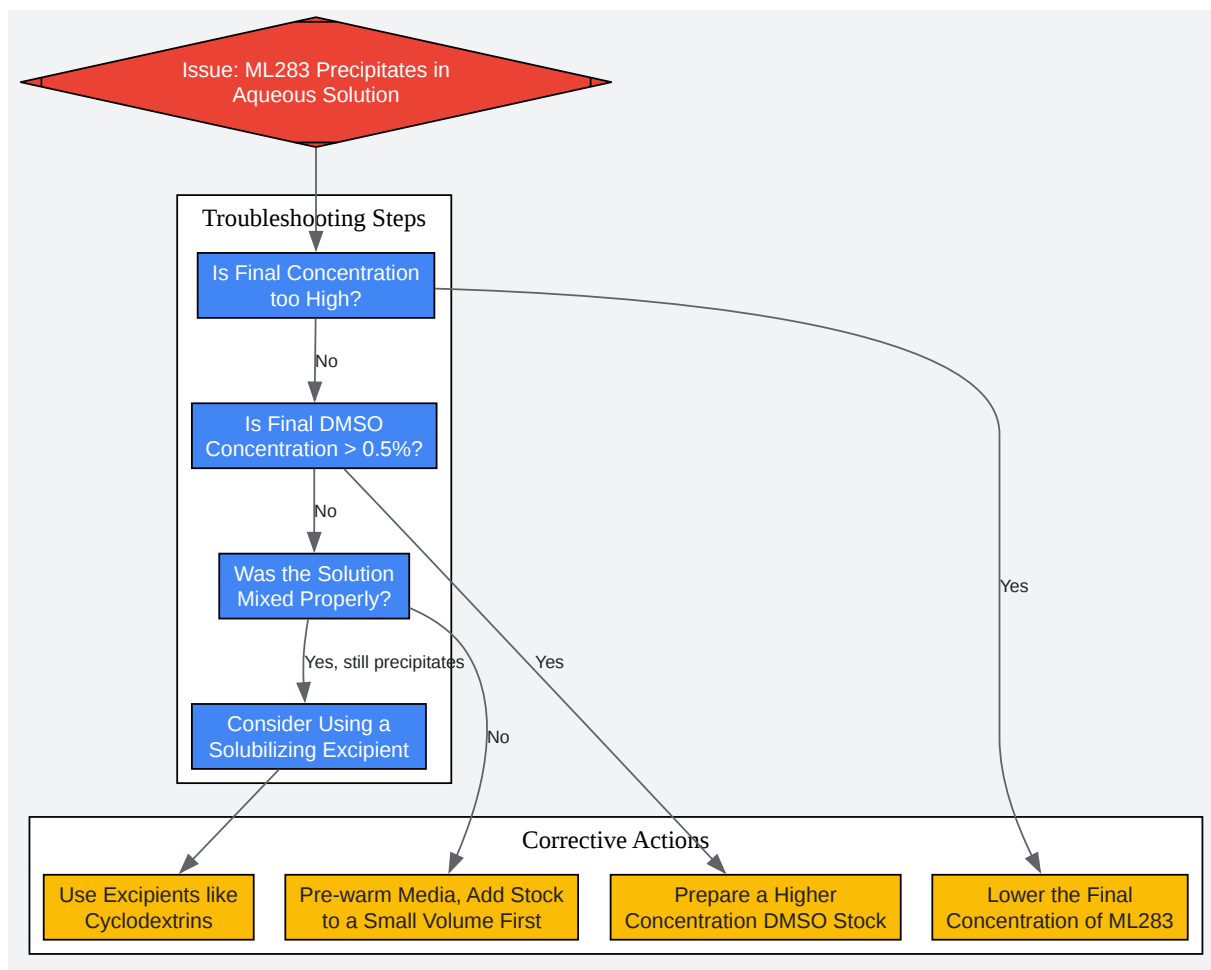 Issue: ML283 Precipitates in
Aqueous Solution
Troubleshooting Steps
Is Final Concentration
too High?
No
Is Final DMSO
Concentration > 0.5%?
No
Was the Solution
Mixed Properly?
Yes
Yes, still precipitates
Yes
Consider Using a
Solubilizing Excipient
No
Corrective Actions
Use Excipients like
Cyclodextrins
Pre-warm Media, Add Stock
to a Small Volume First
Prepare a Higher
Concentration DMSO Stock
Lower the Final
Concentration of ML283